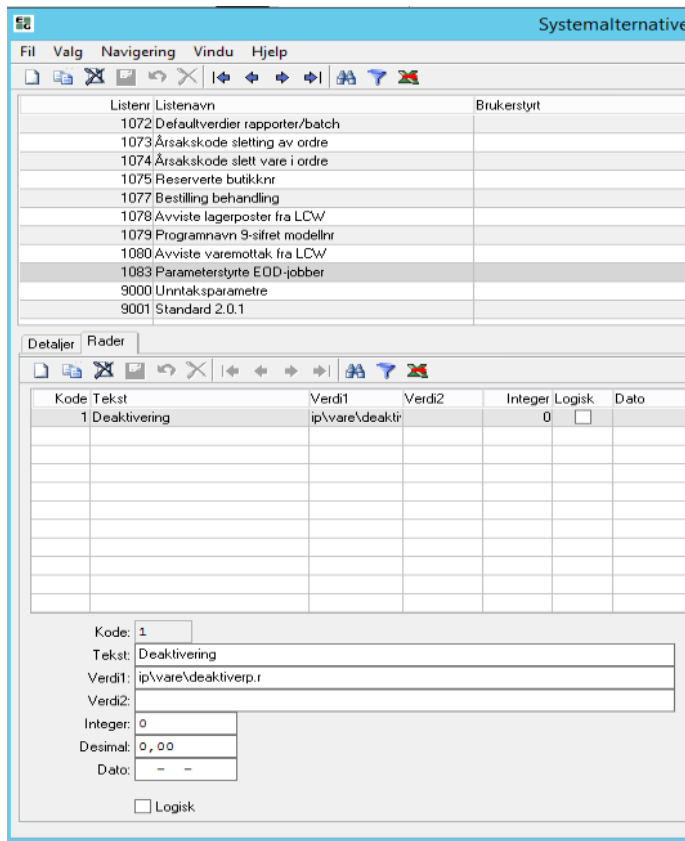 Systemalternative
Fil Valg Navigering Vindu Hjelp
Listenr Listenavn Brukerstyrt
1072 Defaultverdier rapporter/batch
1073 Årsakskode sletting av ordre
1074 Årsakskode slett vare i ordre
1075 Reserverte butikknr
1077 Bestilling behandling
1078 Avviste lagerposter fra LCW
1079 Programnavn 9-sifret modellnr
1080 Avviste varemottak fra LCW
1083 Parameterstyrte EOD-jobber
9000 Unntaksparametre
9001 Standard 2.0.1
Detaljer Rader
Kode Tekst Verdi1 Verdi2 Integer Logisk Dato
1 Deaktivering ip\vare\deaktiv 0
Kode: 1
Tekst: Deaktivering
Verdi1: ip\vare\deaktiverp.r
Verdi2:
Integer: 0
Desimal: 0,00
Dato: - -
Logisk